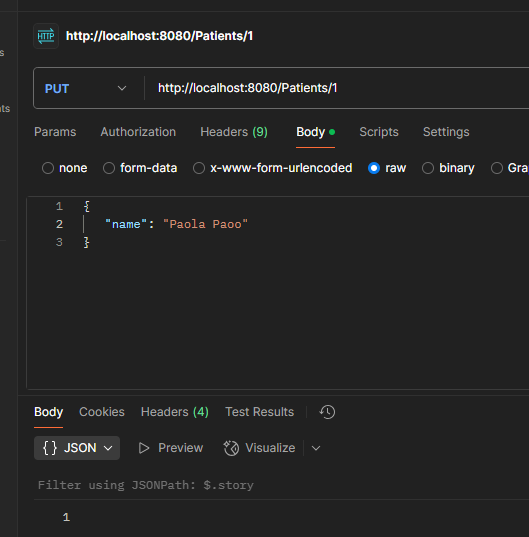 HTTP http://localhost:8080/Patients/1
s
PUT http://localhost:8080/Patients/1
nts
Params Authorization Headers (9) Body Scripts Settings
none form-data x-www-form-urlencoded raw binary Gra
1 {
2 "name": "Paola Paoo"
3 }
Body Cookies Headers (4) Test Results
{} JSON Preview Visualize
Filter using JSONPath: $.story
1